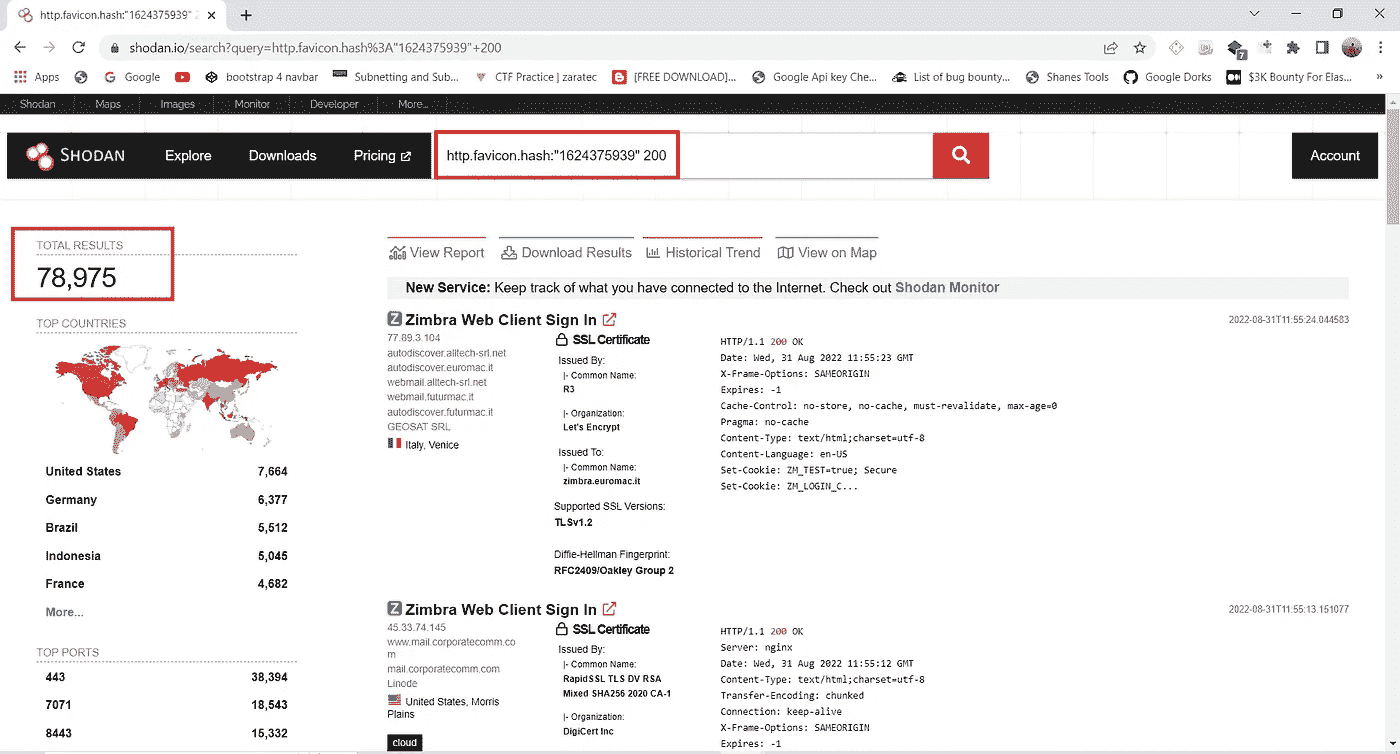 http.favicon.hash:"1624375939" 2
shodan.io/search?query=http.favicon.hash%3A"1624375939"+200
7
Apps Google bootstrap 4 navbar Subnetting and Sub... CTF Practice | zaratec [FREE DOWNLOAD]... Google Api key Che... List of bug bounty... Shanes Tools Google Dorks $3K Bounty For Elas... »
Shodan Maps Images Monitor Developer More...
SHODAN Explore Downloads Pricing http.favicon.hash:"1624375939" 200 Account
TOTAL RESULTS
78,975
TOP COUNTRIES
United States 7,664
Germany 6,377
Brazil 5,512
Indonesia 5,045
France 4,682
More...
TOP PORTS
443 38,394
7071 18,543
8443 15,332
View Report Download Results Historical Trend View on Map
New Service: Keep track of what you have connected to the Internet. Check out Shodan Monitor
Z Zimbra Web Client Sign In
2022-08-31T11:55:24.044583
77.89.3.104
autodiscover.alltech-srl.net
autodiscover.euromac.it
webmail.alltech-srl.net
webmail.futurmac.it
autodiscover.futurmac.it
GEOSAT SRL
Italy, Venice
SSL Certificate
Issued By:
|- Common Name:
R3
|- Organization:
Let's Encrypt
Issued To:
|- Common Name:
zimbra.euromac.it
Supported SSL Versions:
TLSv1.2
Diffie-Hellman Fingerprint:
RFC2409/Oakley Group 2
HTTP/1.1 200 OK
Date: Wed, 31 Aug 2022 11:55:23 GMT
X-Frame-Options: SAMEORIGIN
Expires: -1
Cache-Control: no-store, no-cache, must-revalidate, max-age=0
Pragma: no-cache
Content-Type: text/html;charset=utf-8
Content-Language: en-US
Set-Cookie: ZM_TEST=true; Secure
Set-Cookie: ZM_LOGIN_C...
Z Zimbra Web Client Sign In
2022-08-31T11:55:13.151077
45.33.74.145
www.mail.corporatecomm.co
m
mail.corporatecomm.com
Linode
United States, Morris
Plains
cloud
SSL Certificate
Issued By:
|- Common Name:
RapidSSL TLS DV RSA
Mixed SHA256 2020 CA-1
|- Organization:
DigiCert Inc
HTTP/1.1 200 OK
Server: nginx
Date: Wed, 31 Aug 2022 11:55:12 GMT
Content-Type: text/html;charset=utf-8
Transfer-Encoding: chunked
Connection: keep-alive
X-Frame-Options: SAMEORIGIN
Expires: -1